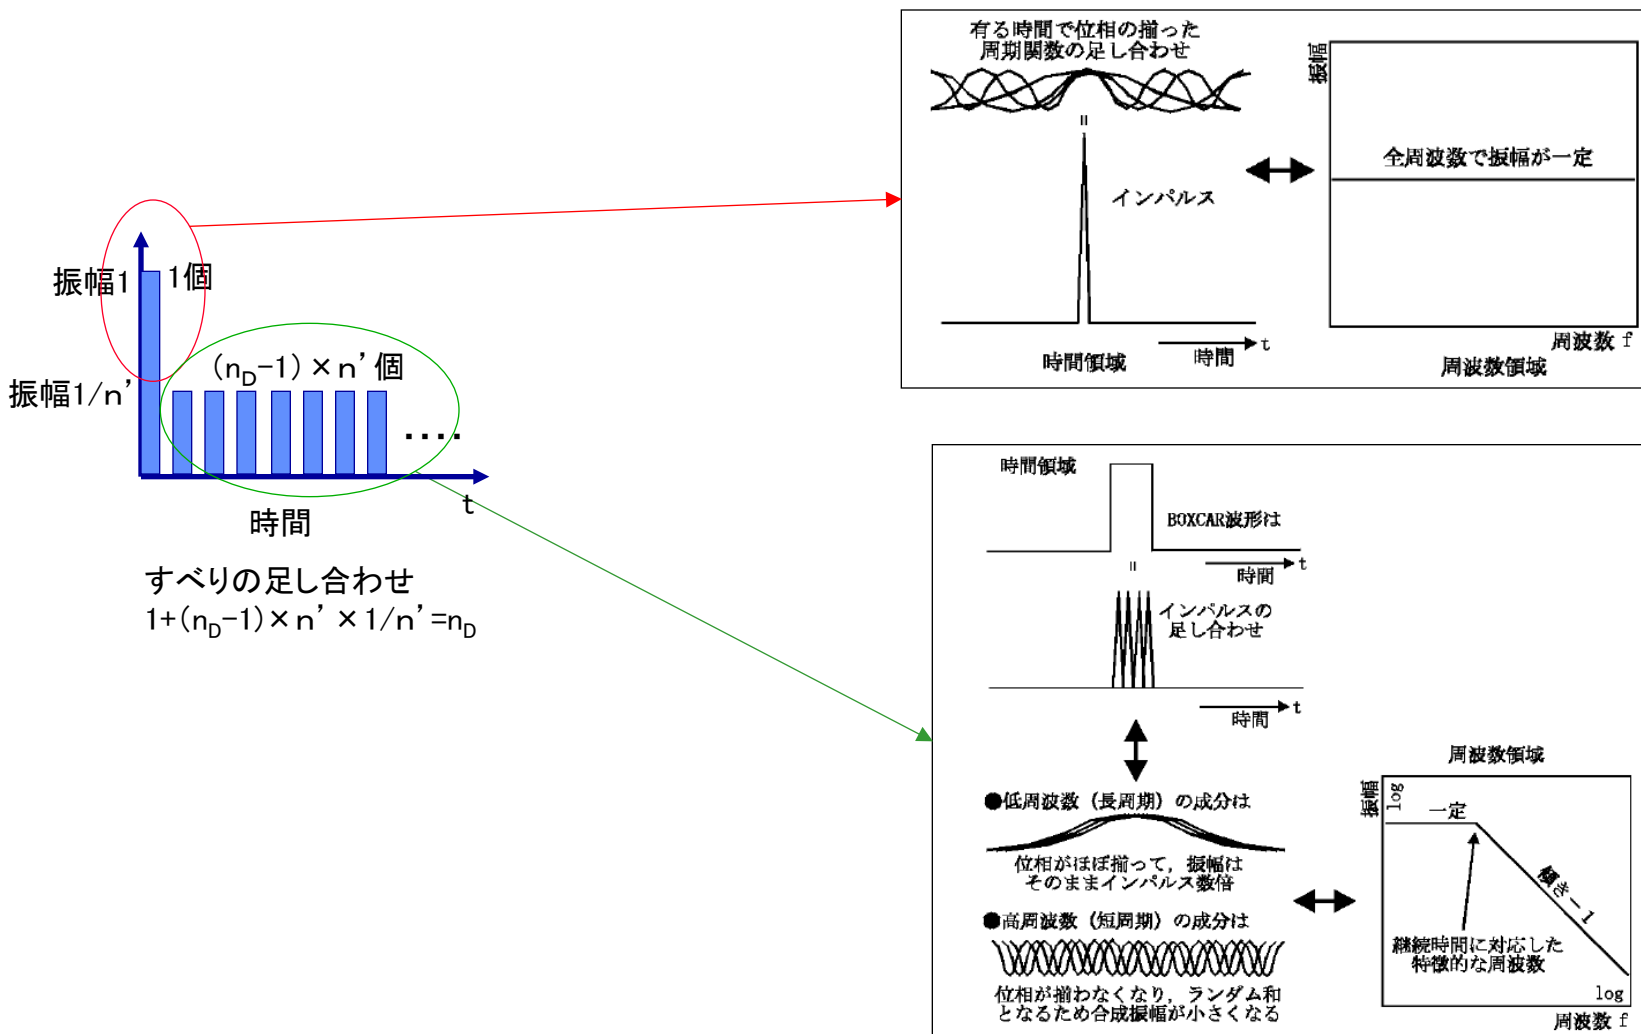 振幅1
1個
振幅1/n’
(nD-1)×n’個
‥‥
t
時間
すべりの足し合わせ
1+(nD-1)×n’×1/n’=nD
有る時間で位相の揃った
周期関数の足し合わせ
=
インパルス
時間
t
時間領域
振幅
全周波数で振幅が一定
周波数 f
周波数領域
時間領域
BOXCAR波形は
時間
t
=
インパルスの
足し合わせ
時間
t
●低周波数(長周期)の成分は
位相がほぼ揃って,振幅は
そのままインパルス数倍
●高周波数(短周期)の成分は
位相が揃わなくなり,ランダム和
となるため合成振幅が小さくなる
周波数領域
振幅
log
一定
傾き-1
継続時間に対応した
特徴的な周波数
log
周波数 f